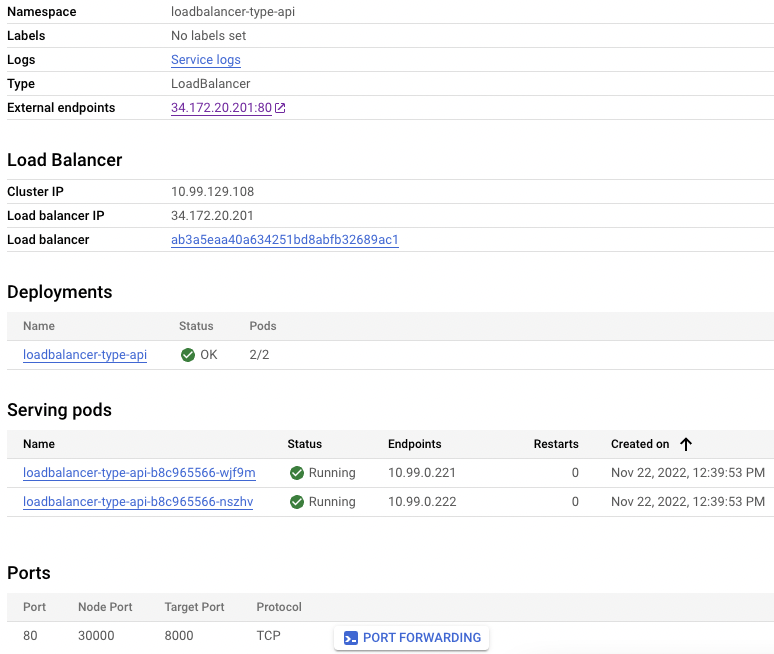 Namespace loadbalancer-type-api
Labels No labels set
Logs Service logs
Type LoadBalancer
External endpoints 34.172.20.201:80
Load Balancer
Cluster IP 10.99.129.108
Load balancer IP 34.172.20.201
Load balancer ab3a5eaa40a634251bd8abfb32689ac1
Deployments
Name Status Pods
loadbalancer-type-api OK 2/2
Serving pods
Name Status Endpoints Restarts Created on
loadbalancer-type-api-b8c965566-wjf9m Running 10.99.0.221 0 Nov 22, 2022, 12:39:53 PM
loadbalancer-type-api-b8c965566-nszhv Running 10.99.0.222 0 Nov 22, 2022, 12:39:53 PM
Ports
Port Node Port Target Port Protocol
80 30000 8000 TCP PORT FORWARDING